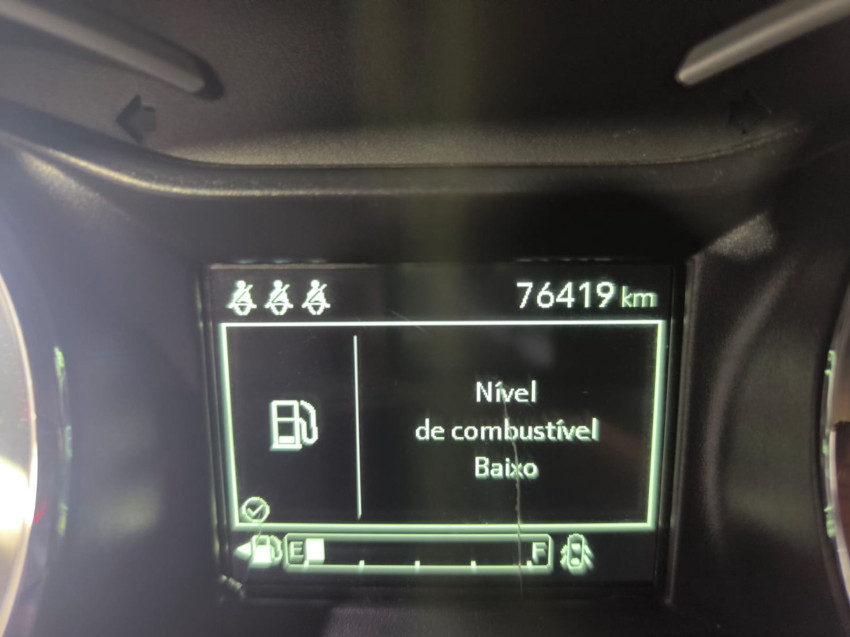 76419 km
Nível
de combustível
Baixo
E F